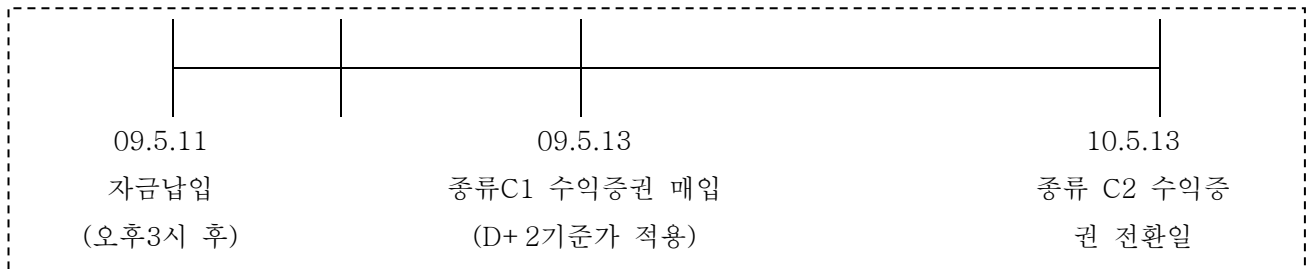 09.5.11 09.5.13 10.5.13
자금납입 종류C1 수익증권 매입 종류 C2 수익증
(오후3시 후) (D+2기준가 적용) 권 전환일